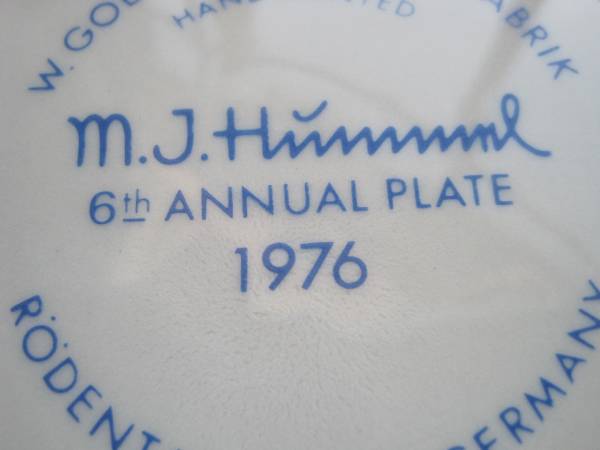 W. GO ABRIK
HAN TED
M.J. Hummel
6th ANNUAL PLATE
1976
RÖDENT GERMANY